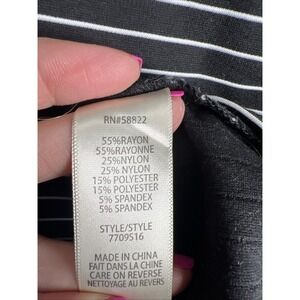 RN#58822
55%RAYON
55%RAYONNE
25%NYLON
25% NYLON
15% POLYESTER
15% POLYESTER
5% SPANDEX
5% SPANDEX
STYLE/STYLE
7709516
MADE IN CHINA
FAIT DANS LA CHINE
CARE ON REVERSE
NETTOYAGE AU REVERS